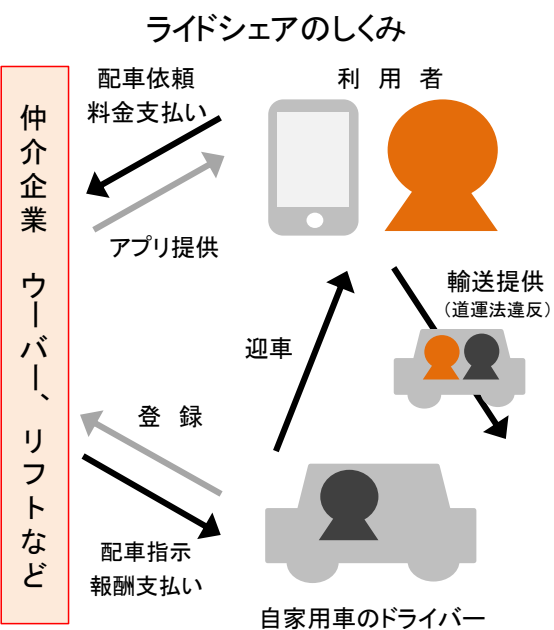 ライドシェアのしくみ
配車依頼
料金支払い
利用者
仲介企業　ウーバー、リフトなど
アプリ提供
輸送提供
（道運法違反）
迎車
登録
配車指示
報酬支払い
自家用車のドライバー